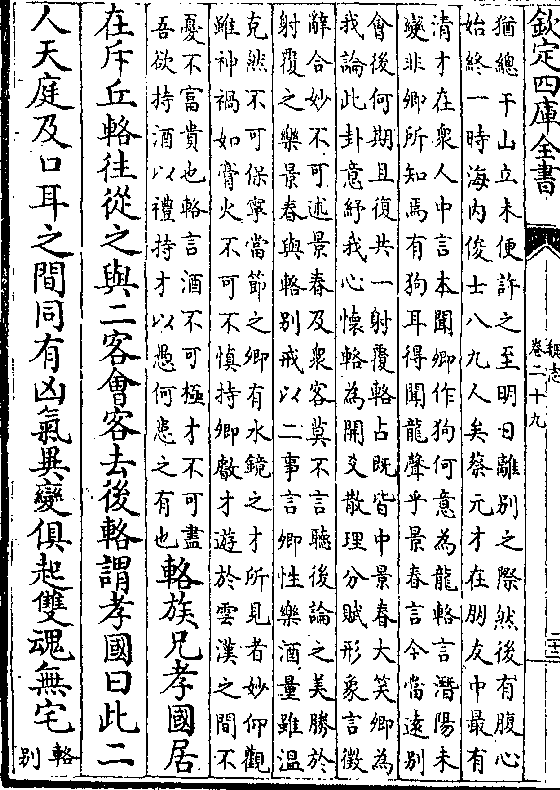 欽定四庫全書
魏志
卷二十九
二十二
猶總干山立未便許之至明日離別之際然後有腹心
始終一時海内俊士八九人矣蔡元才在朋友中最有
清才在衆人中言本聞卿作狗何意為龍輅言潛陽未
變非卿所知焉有狗耳得聞龍聲乎景春言今當遠别
會後何期且復共一射覆輅占既皆中景春大笑卿為
我論此卦意紓我心懷輅為開爻散理分賦形象言徵
辭合妙不可述景春及衆客莫不言聽後論之美勝於
射覆之樂景春與輅别戒以二事言卿性樂酒量雖温
克然不可保寧當節之卿有水鏡之才所見者妙仰觀
雖神禍如膏火不可不慎持卿叡才遊於雲漢之間不
憂不富貴也輅言酒不可極才不可盡
吾欲持酒以禮持才以愚何患之有也
輅族兄孝國居
在斥丘輅往從之與二客會客去後輅謂孝國曰此二
人天庭及口耳之間同有凶氣異變俱起雙魂無宅
輅
别